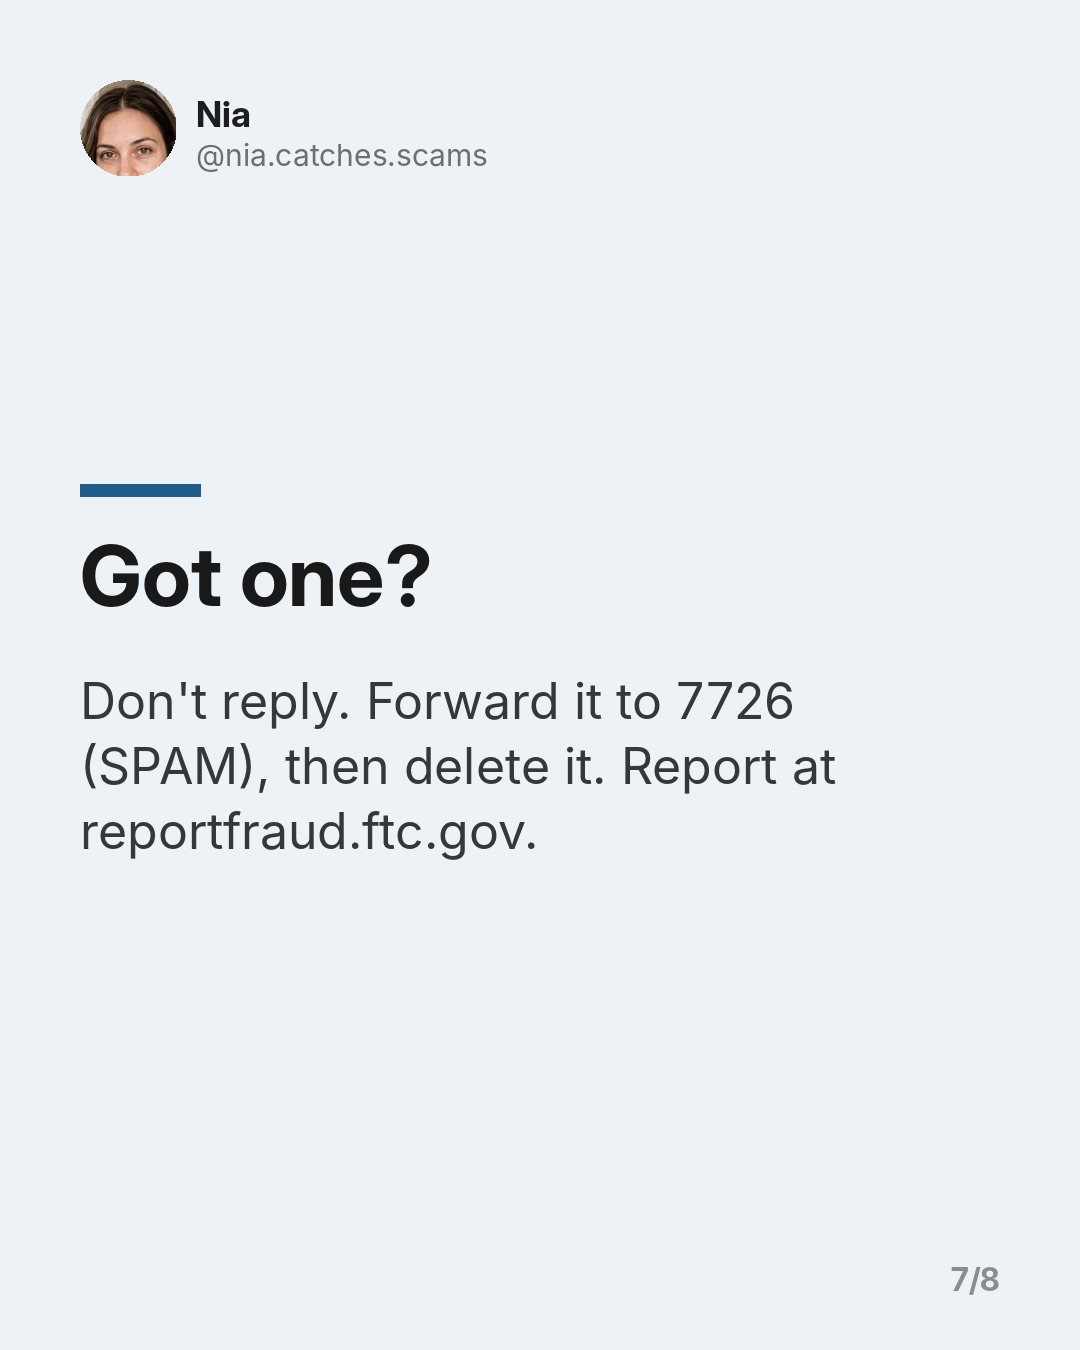 Nia
@nia.catches.scams
Got one?
Don't reply. Forward it to 7726
(SPAM), then delete it. Report at
reportfraud.ftc.gov.
7/8